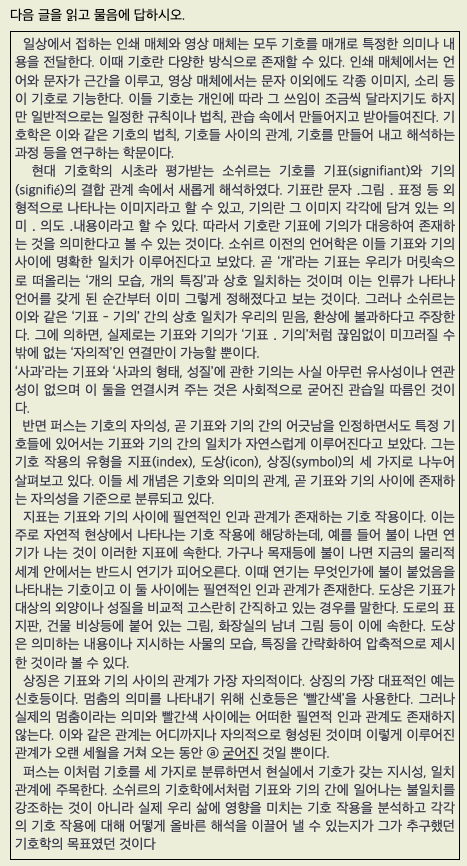 다음 글을 읽고 물음에 답하시오.
일상에서 접하는 인쇄 매체와 영상 매체는 모두 기호를 매개로 특정한 의미나 내
용을 전달한다. 이때 기호란 다양한 방식으로 존재할 수 있다. 인쇄 매체에서는 언
어와 문자가 근간을 이루고, 영상 매체에서는 문자 이외에도 각종 이미지, 소리 등
이 기호로 기능한다. 이들 기호는 개인에 따라 그 쓰임이 조금씩 달라지기도 하지
만 일반적으로는 일정한 규칙이나 법칙, 관습 속에서 만들어지고 받아들여진다. 기
호학은 이와 같은 기호의 법칙, 기호들 사이의 관계, 기호를 만들어 내고 해석하는
과정 등을 연구하는 학문이다.
현대 기호학의 시초라 평가받는 소쉬르는 기호를 기표(signifiant)와 기의
(signifié)의 결합 관계 속에서 새롭게 해석하였다. 기표란 문자 .그림 . 표정 등 외
형적으로 나타나는 이미지라고 할 수 있고, 기의란 그 이미지 각각에 담겨 있는 의
미 . 의도 .내용이라고 할 수 있다. 따라서 기호란 기표에 기의가 대응하여 존재하
는 것을 의미한다고 볼 수 있는 것이다. 소쉬르 이전의 언어학은 이들 기표와 기의
사이에 명확한 일치가 이루어진다고 보았다. 곧 '개'라는 기표는 우리가 머릿속으
로 떠올리는 '개의 모습, 개의 특징'과 상호 일치하는 것이며 이는 인류가 나타나
언어를 갖게 된 순간부터 이미 그렇게 정해졌다고 보는 것이다. 그러나 소쉬르는
이와 같은 '기표 - 기의' 간의 상호 일치가 우리의 믿음, 환상에 불과하다고 주장한
다. 그에 의하면, 실제로는 기표와 기의가 '기표 . 기의'처럼 끊임없이 미끄러질 수
밖에 없는 '자의적'인 연결만이 가능할 뿐이다.
'사과'라는 기표와 '사과의 형태, 성질'에 관한 기의는 사실 아무런 유사성이나 연관
성이 없으며 이 둘을 연결시켜 주는 것은 사회적으로 굳어진 관습일 따름인 것이
다.
반면 퍼스는 기호의 자의성, 곧 기표와 기의 간의 어긋남을 인정하면서도 특정 기
호들에 있어서는 기표와 기의 간의 일치가 자연스럽게 이루어진다고 보았다. 그는
기호 작용의 유형을 지표(index), 도상(icon), 상징(symbol)의 세 가지로 나누어
살펴보고 있다. 이들 세 개념은 기호와 의미의 관계, 곧 기표와 기의 사이에 존재하
는 자의성을 기준으로 분류되고 있다.
지표는 기표와 기의 사이에 필연적인 인과 관계가 존재하는 기호 작용이다. 이는
주로 자연적 현상에서 나타나는 기호 작용에 해당하는데, 예를 들어 불이 나면 연
기가 나는 것이 이러한 지표에 속한다. 가구나 목재등에 불이 나면 지금의 물리적
세계 안에서는 반드시 연기가 피어오른다. 이때 연기는 무엇인가에 불이 붙었음을
나타내는 기호이고 이 둘 사이에는 필연적인 인과 관계가 존재한다. 도상은 기표가
대상의 외양이나 성질을 비교적 고스란히 간직하고 있는 경우를 말한다. 도로의 표
지판, 건물 비상등에 붙어 있는 그림, 화장실의 남녀 그림 등이 이에 속한다. 도상
은 의미하는 내용이나 지시하는 사물의 모습, 특징을 간략화하여 압축적으로 제시
한 것이라 볼 수 있다.
상징은 기표와 기의 사이의 관계가 가장 자의적이다. 상징의 가장 대표적인 예는
신호등이다. 멈춤의 의미를 나타내기 위해 신호등은 '빨간색'을 사용한다. 그러나
실제의 멈춤이라는 의미와 빨간색 사이에는 어떠한 필연적 인과 관계도 존재하지
않는다. 이와 같은 관계는 어디까지나 자의적으로 형성된 것이며 이렇게 이루어진
관계가 오랜 세월을 거쳐 오는 동안 ⓐ 굳어진 것일 뿐이다.
퍼스는 이처럼 기호를 세 가지로 분류하면서 현실에서 기호가 갖는 지시성, 일치
관계에 주목한다. 소쉬르의 기호학에서처럼 기표와 기의 간에 일어나는 불일치를
강조하는 것이 아니라 실제 우리 삶에 영향을 미치는 기호 작용을 분석하고 각각
의 기호 작용에 대해 어떻게 올바른 해석을 이끌어 낼 수 있는지가 그가 추구했던
기호학의 목표였던 것이다